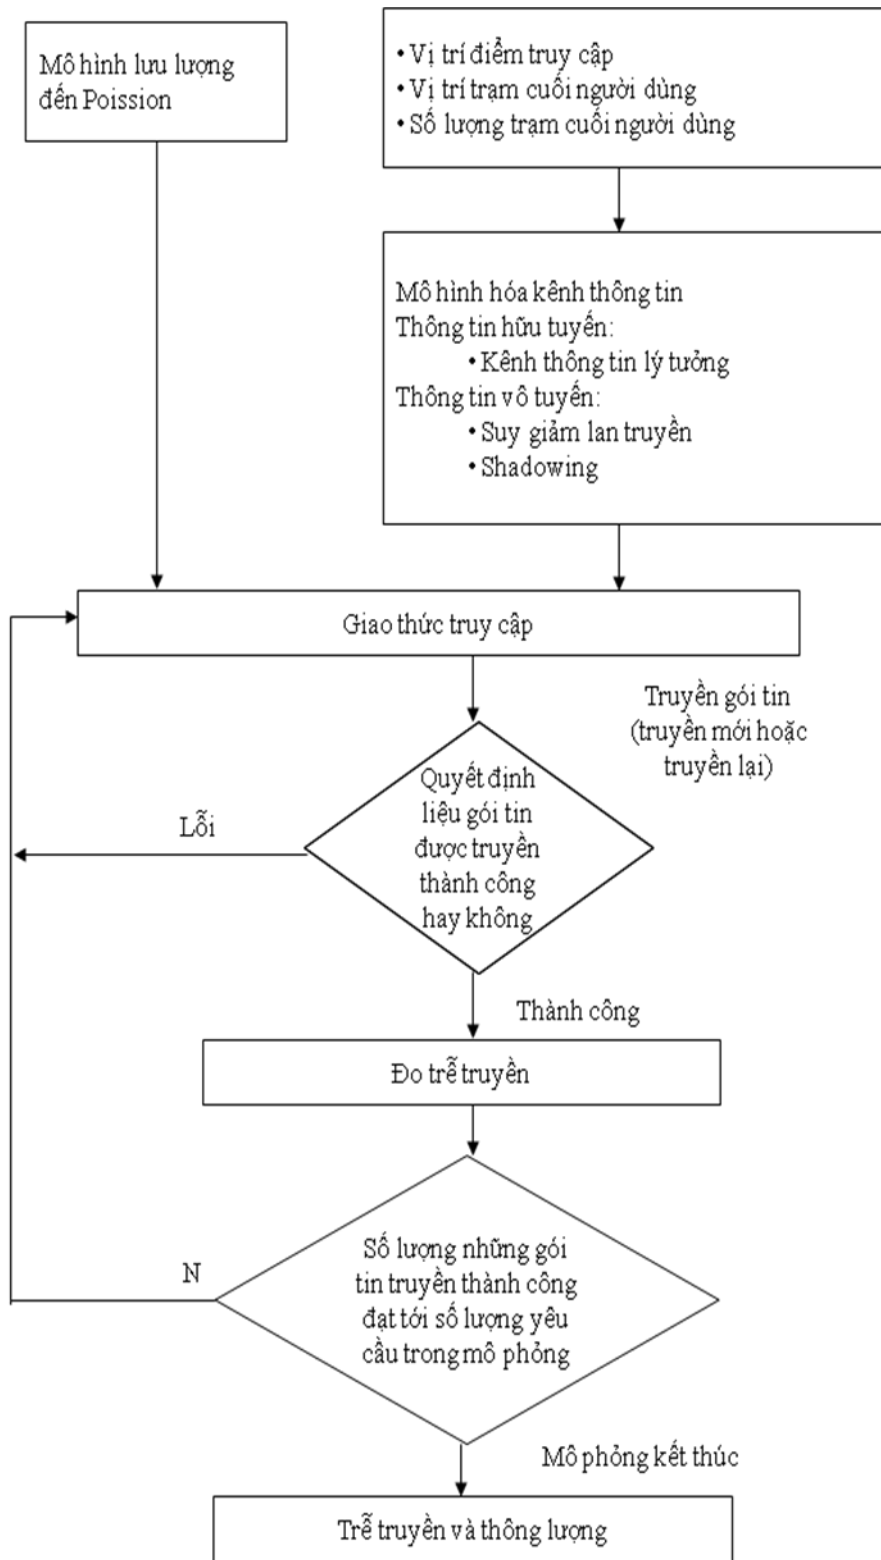 Mô hình lưu lượng
đến Poission
• Vị trí điểm truy cập
• Vị trí trạm cuối người dùng
• Số lượng trạm cuối người dùng
Mô hình hóa kênh thông tin
Thông tin hữu tuyến:
• Kênh thông tin lý tưởng
Thông tin vô tuyến:
• Suy giảm lan truyền
• Shadowing
Giao thức truy cập
Truyền gói tin
(truyền mới hoặc
truyền lại)
Quyết định
liệu gói tin
được truyền
thành công
hay không
Lỗi
Thành công
Đo trễ truyền
Số lượng những gói
tin truyền thành công
đạt tới số lượng yêu
cầu trong mô phỏng
N
Mô phỏng kết thúc
Trễ truyền và thông lượng